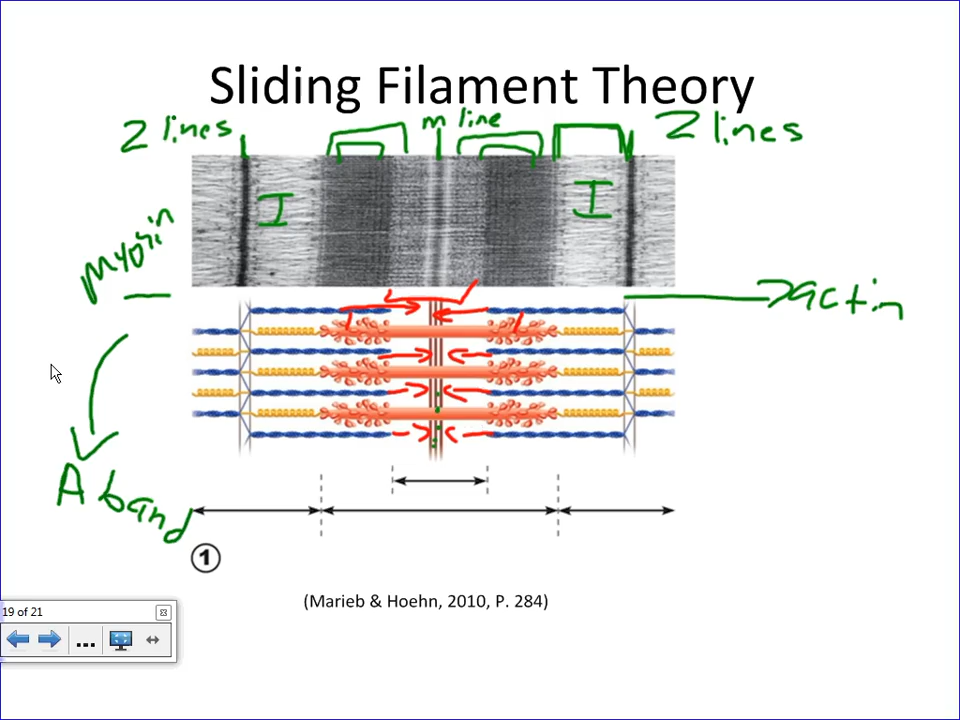 Sliding Filament Theory
Z lines
m line
Z lines
I
I
myosin
actin
A band
1
(Marieb & Hoehn, 2010, P. 284)
19 of 21
...